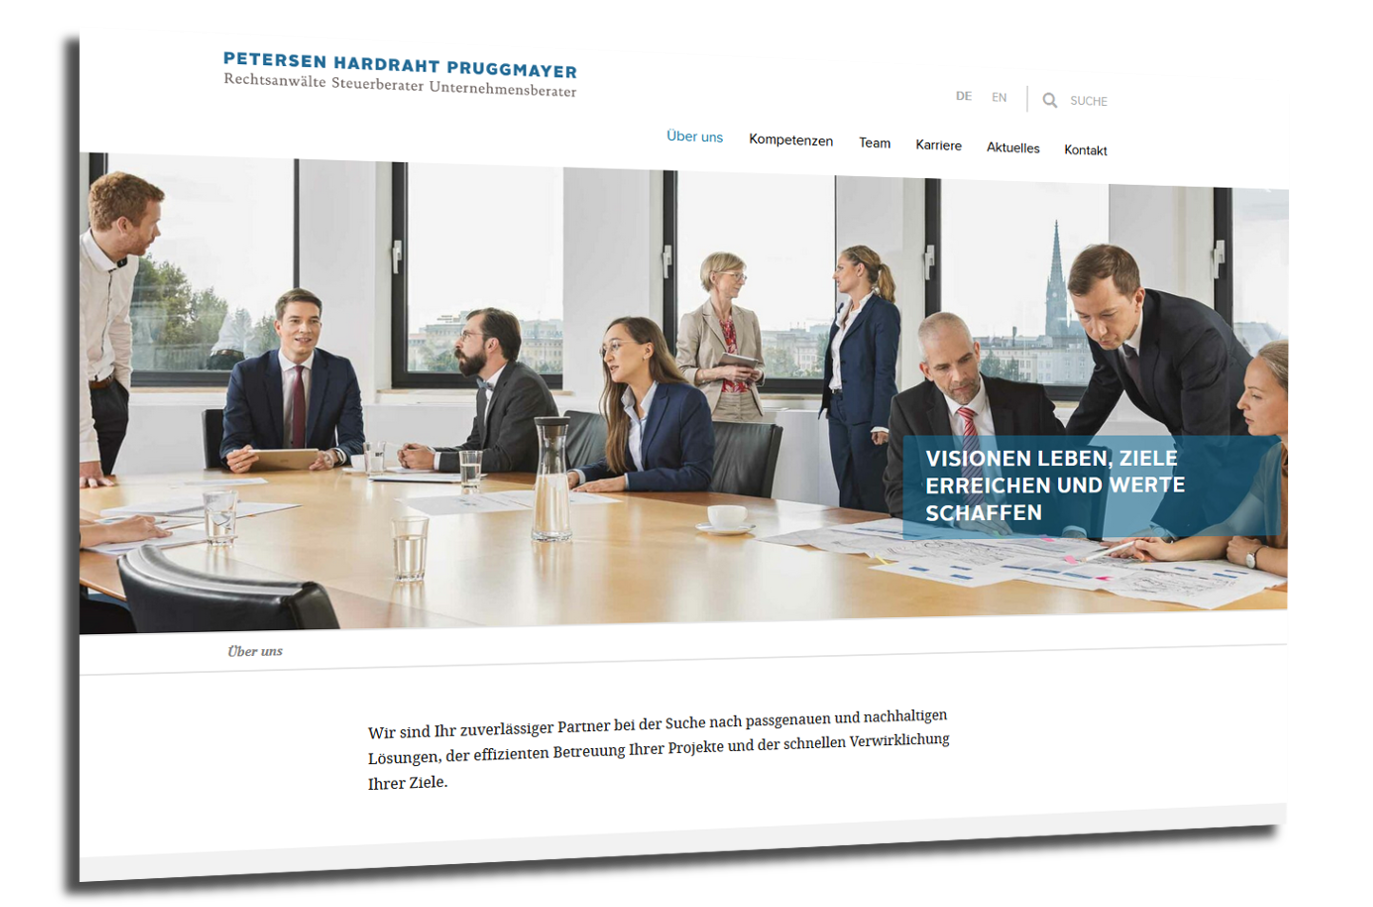 PETERSEN HARDRAHT PRUGGMAYER
Rechtsanwälte Steuerberater Unternehmensberater
DE EN SUCHE
Über uns Kompetenzen Team Karriere Aktuelles Kontakt
VISIONEN LEBEN, ZIELE
ERREICHEN UND WERTE
SCHAFFEN
Über uns
Wir sind Ihr zuverlässiger Partner bei der Suche nach passgenauen und nachhaltigen
Lösungen, der effizienten Betreuung Ihrer Projekte und der schnellen Verwirklichung
Ihrer Ziele.